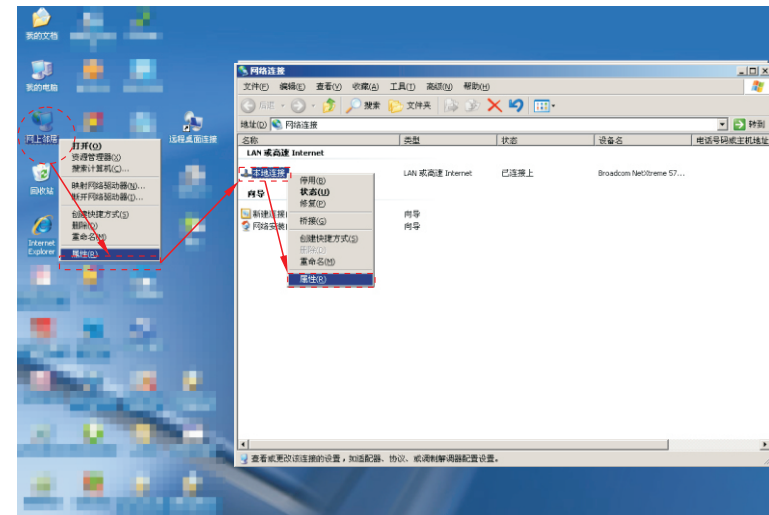 我的文档
我的电脑
网上邻居
远程桌面连接
回收站
Internet
Explorer
打开(O)
资源管理器(X)
搜索计算机(C)...
映射网络驱动器(N)...
断开网络驱动器(I)...
创建快捷方式(S)
删除(D)
重命名(M)
属性(R)
网络连接
文件(F) 编辑(E) 查看(V) 收藏(A) 工具(T) 高级(N) 帮助(H)
后退 搜索 文件夹
地址(D) 网络连接 转到
名称 类型 状态 设备名 电话号码或主机地址
LAN 或高速 Internet
本地连接 LAN 或高速 Internet 已连接上 Broadcom NetXtreme 57...
向导
新建连接 向导
网络安装 向导
停用(B)
状态(U)
修复(P)
桥接(G)
创建快捷方式(S)
删除(D)
重命名(M)
属性(R)
查看或更改该连接的设置,如适配器、协议、或调制解调器配置设置。